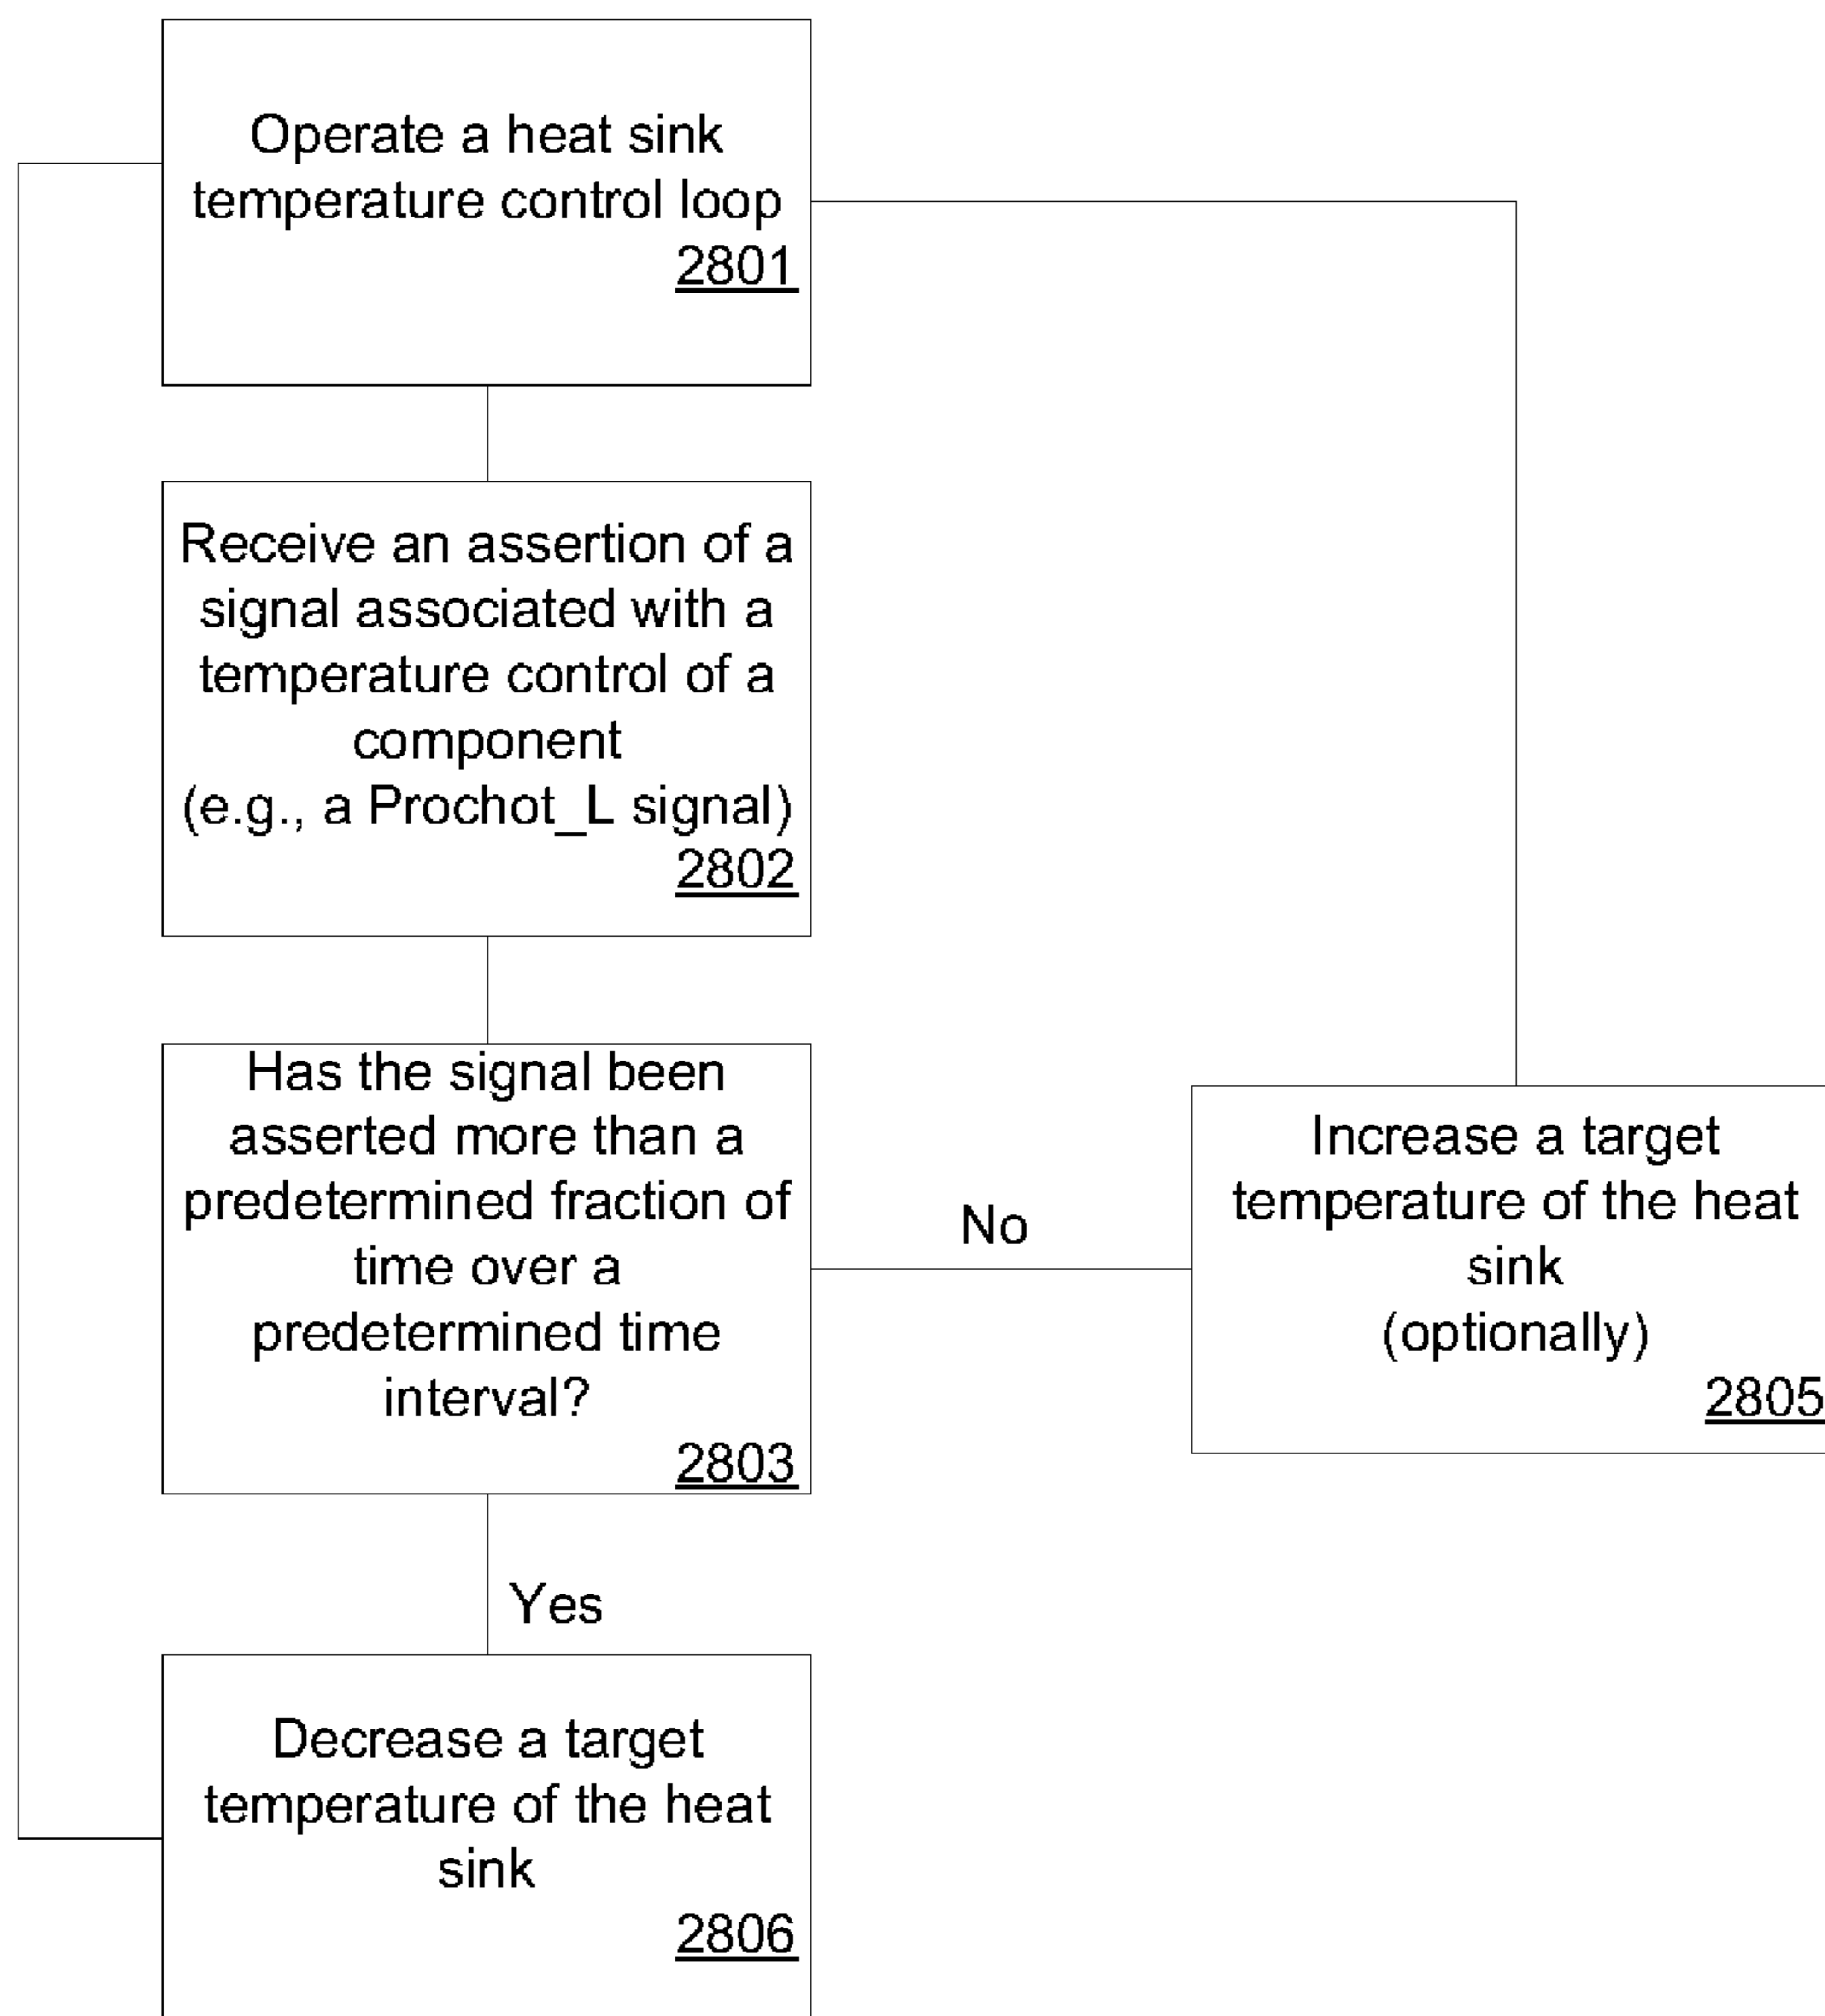 Operate a heat sink
temperature control loop
2801
Receive an assertion of a
signal associated with a
temperature control of a
component
(e.g., a Prochot_L signal)
2802
Has the signal been
asserted more than a
predetermined fraction of
time over a
predetermined time
interval?
2803
No
Increase a target
temperature of the heat
sink
(optionally)
2805
Yes
Decrease a target
temperature of the heat
sink
2806